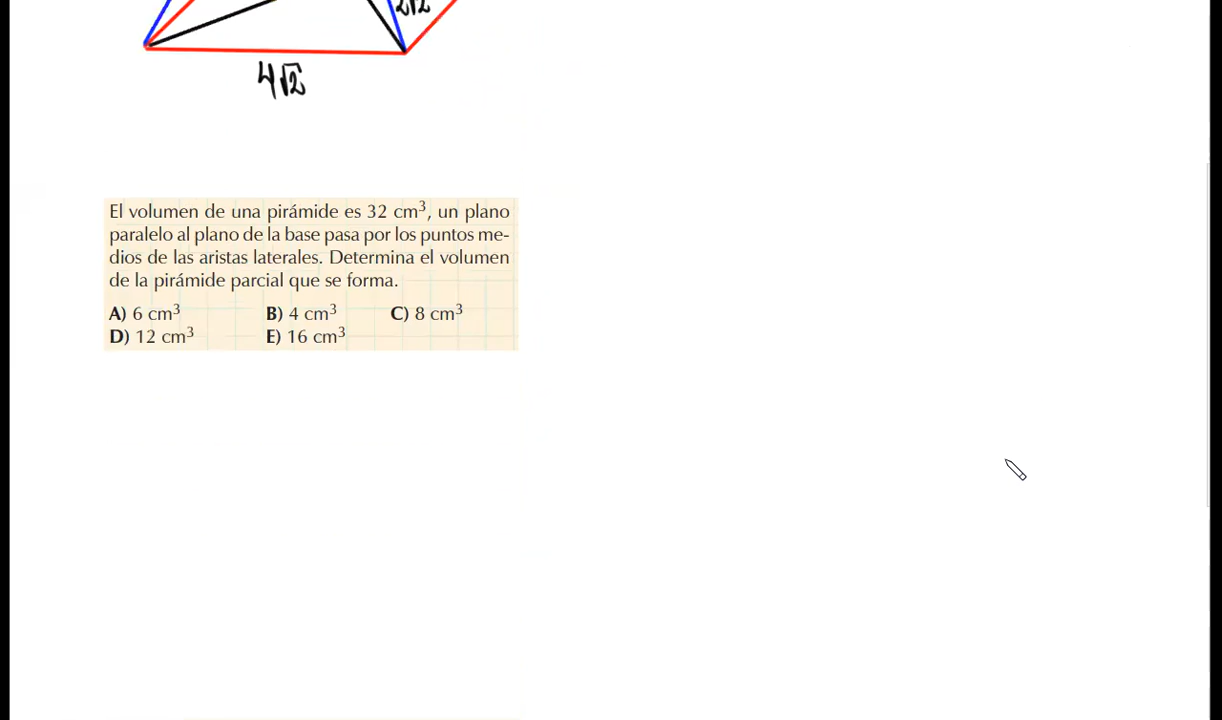 2√2
4√2
El volumen de una pirámide es 32 cm³, un plano
paralelo al plano de la base pasa por los puntos me-
dios de las aristas laterales. Determina el volumen
de la pirámide parcial que se forma.
A) 6 cm³ B) 4 cm³ C) 8 cm³
D) 12 cm³ E) 16 cm³